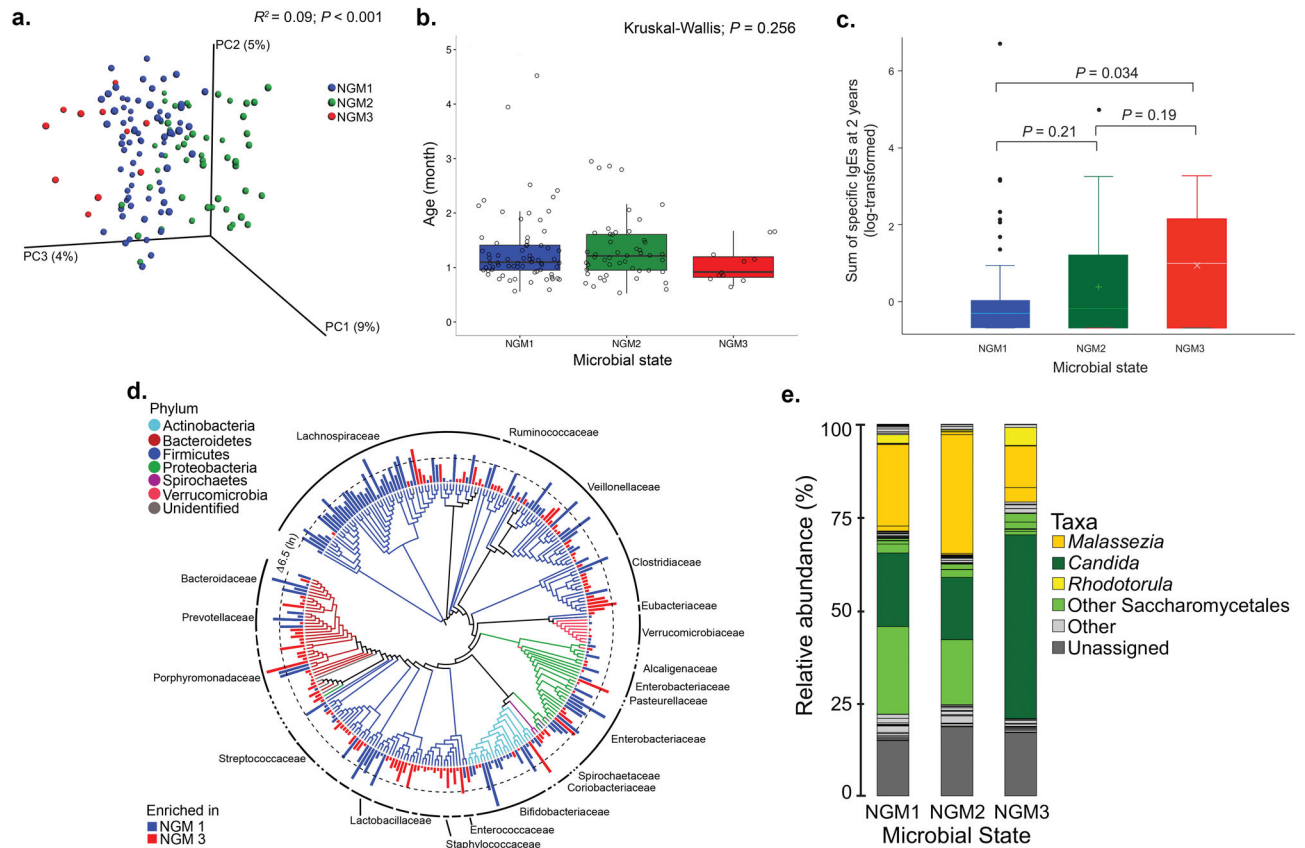 a.
R² = 0.09; P < 0.001
PC2 (5%)
NGM1
NGM2
NGM3
PC3 (4%)
PC1 (9%)
b.
Kruskal-Wallis; P = 0.256
5
4
3
2
1
0
Age (month)
NGM1
NGM2
NGM3
Microbial state
c.
P = 0.034
P = 0.21
P = 0.19
6
4
2
0
Sum of specific IgEs at 2 years
(log-transformed)
NGM1
NGM2
NGM3
Microbial state
d.
Phylum
Actinobacteria
Bacteroidetes
Firmicutes
Proteobacteria
Spirochaetes
Verrucomicrobia
Unidentified
Lachnospiraceae
Ruminococcaceae
Veillonellaceae
Clostridiaceae
Eubacteriaceae
Verrucomicrobiaceae
Alcaligenaceae
Enterobacteriaceae
Pasteurellaceae
Enterobacteriaceae
Spirochaetaceae
Coriobacteriaceae
Bifidobacteriaceae
Enterococcaceae
Staphylococcaceae
Lactobacillaceae
Streptococcaceae
Porphyromonadaceae
Prevotellaceae
Bacteroidaceae
Δ6.5 (ln)
Enriched in
NGM 1
NGM 3
e.
100
75
50
25
0
Relative abundance (%)
NGM1 NGM2 NGM3
Microbial State
Taxa
Malassezia
Candida
Rhodotorula
Other Saccharomycetales
Other
Unassigned